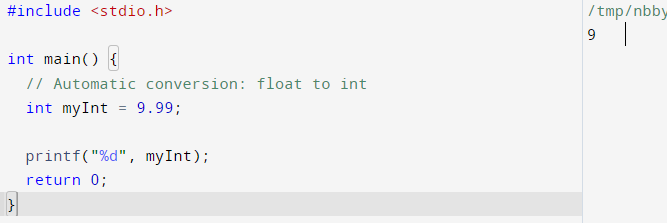 #include <stdio.h>
int main() {
// Automatic conversion: float to int
int myInt = 9.99;
printf("%d", myInt);
return 0;
}
/tmp/nbby
9